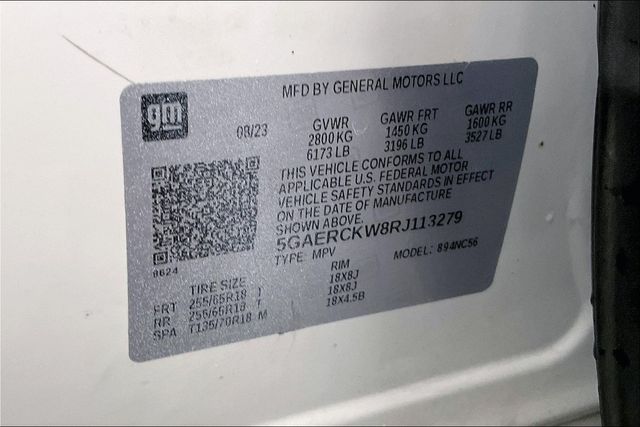 MFD BY GENERAL MOTORS LLC
gm
08/23
GVWR GAWR FRT GAWR RR
2800 KG 1450 KG 1600 KG
6173 LB 3196 LB 3527 LB
THIS VEHICLE CONFORMS TO ALL
APPLICABLE U.S. FEDERAL MOTOR
VEHICLE SAFETY STANDARDS IN EFFECT
ON THE DATE OF MANUFACTURE
SHOWN ABOVE.
5GAERCKW8RJ113279
TYPE: MPV MODEL: 894NC56
8624
TIRE SIZE RIM
FRT 255/65R18 T 18X8J
RR 255/65R18 T 18X8J
SPA T135/70R18 M 18X4.5B